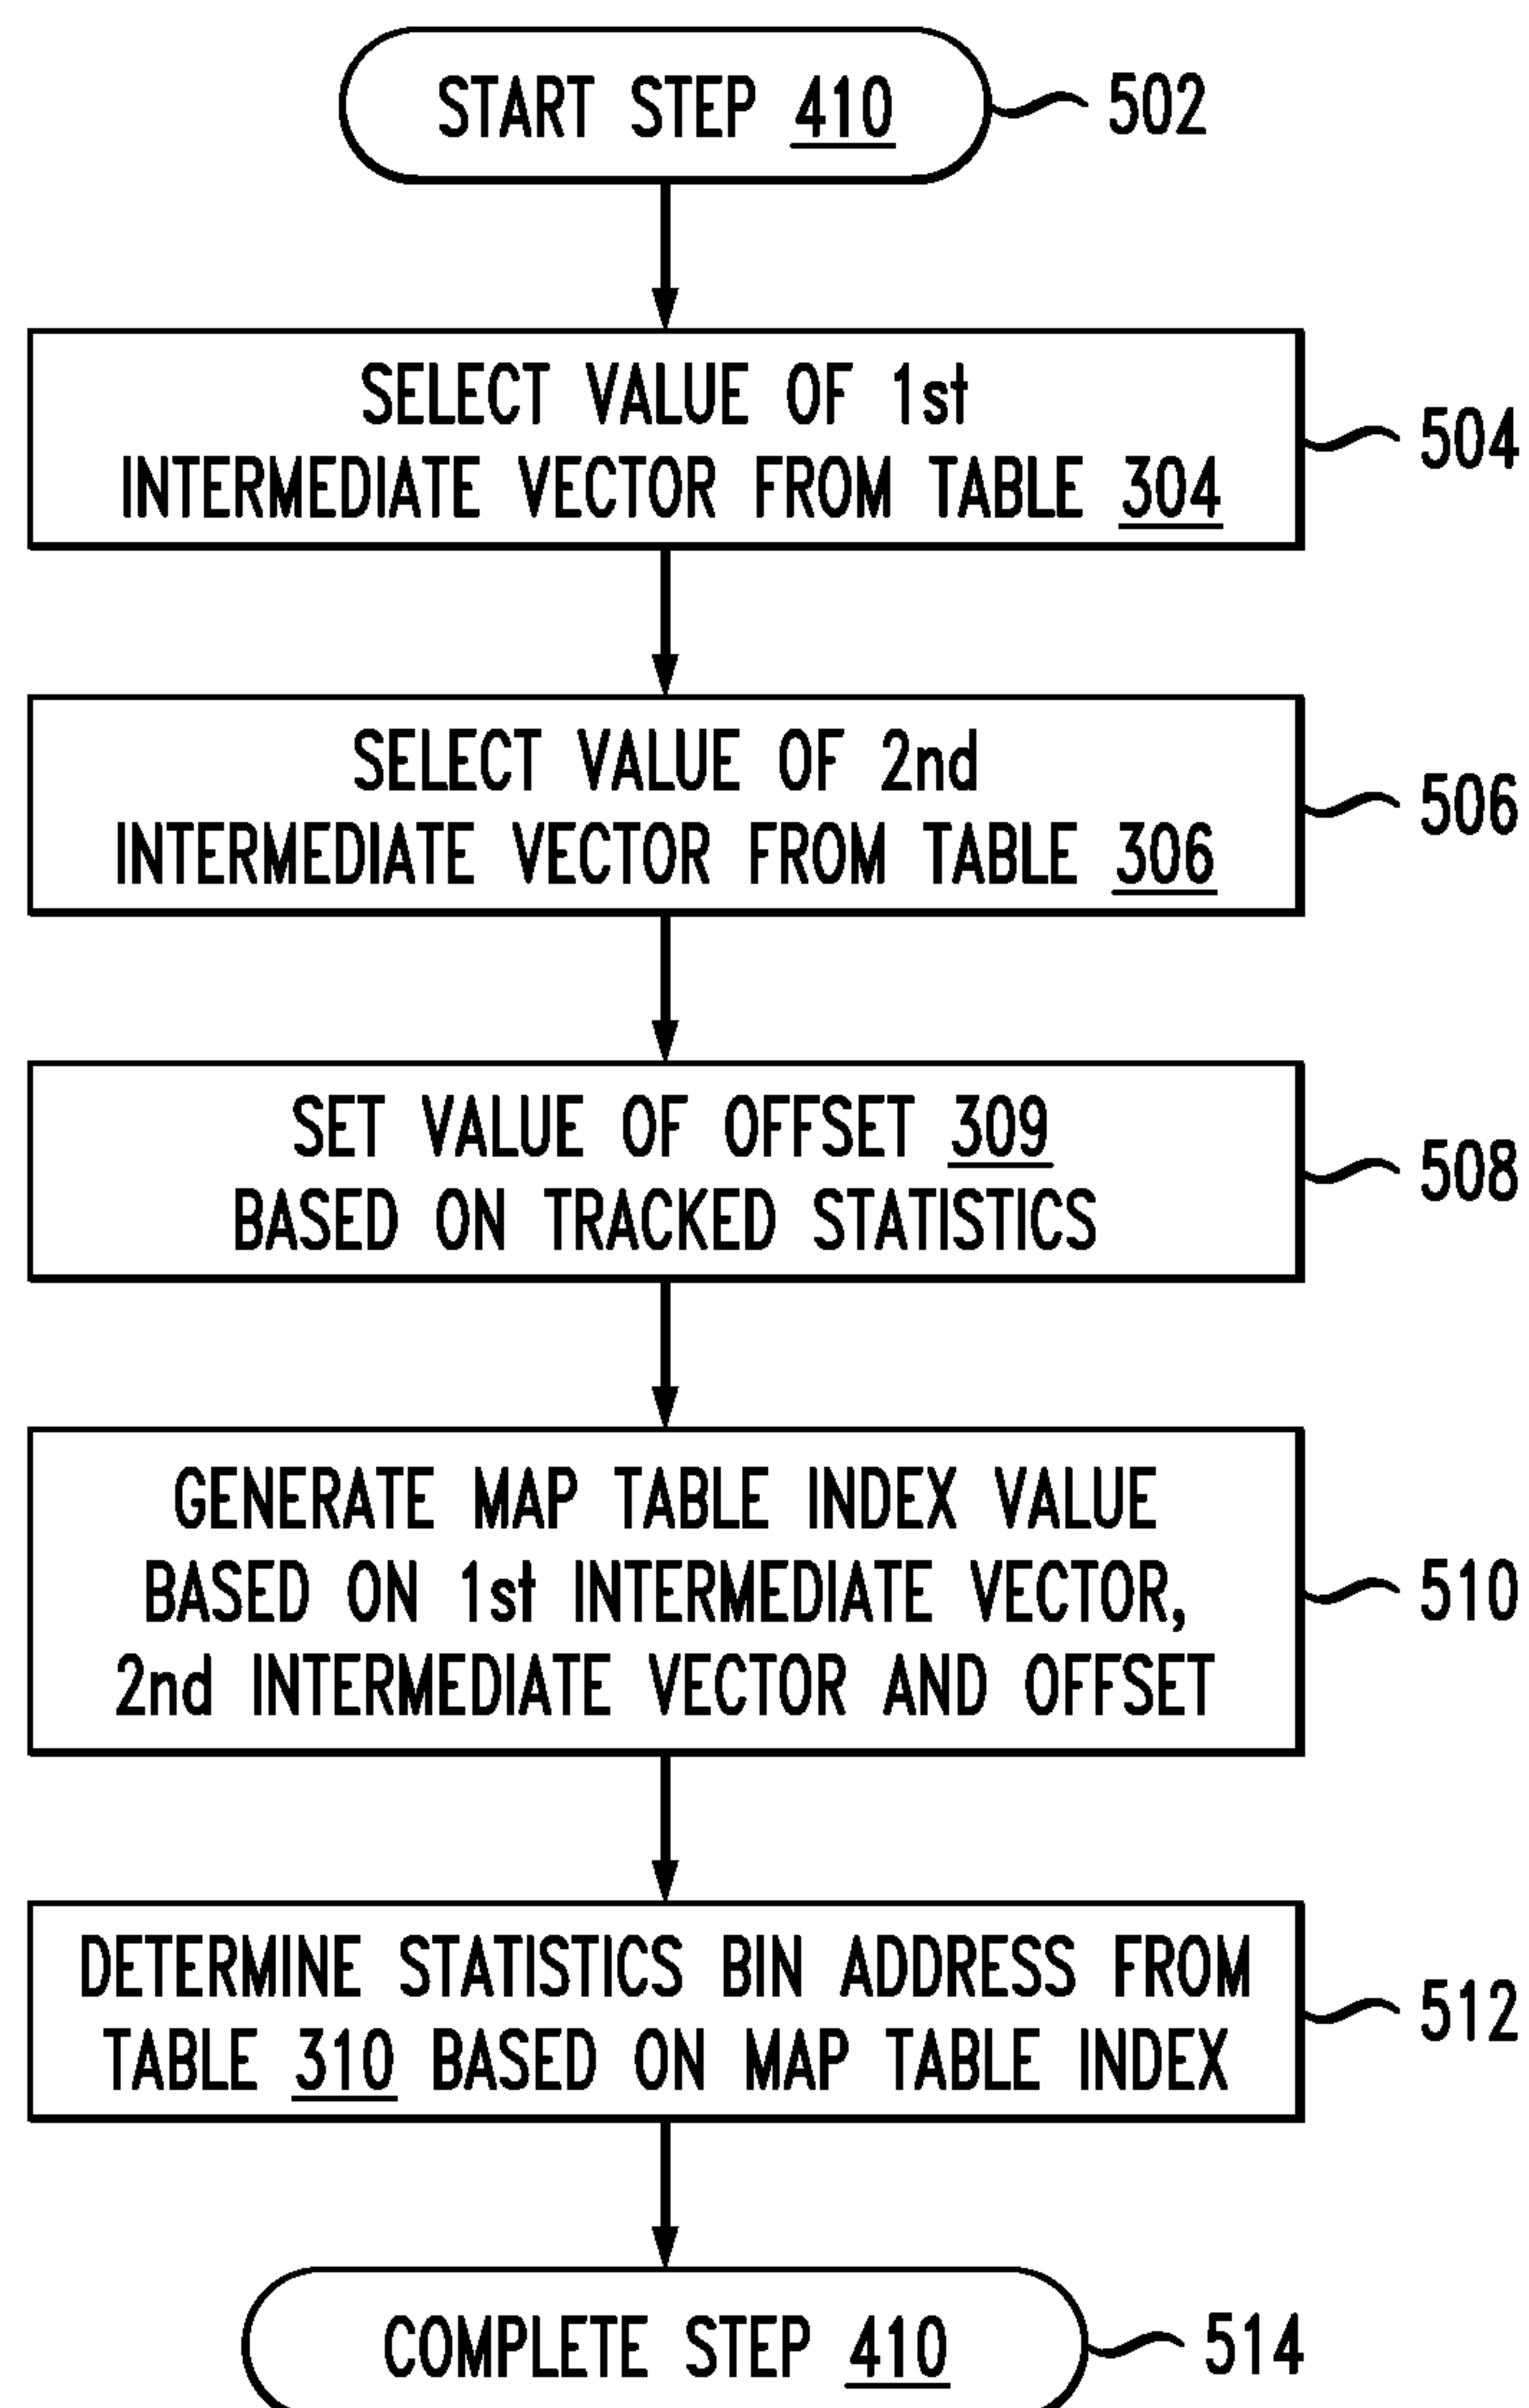 START STEP 410
502
SELECT VALUE OF 1st
INTERMEDIATE VECTOR FROM TABLE 304
504
SELECT VALUE OF 2nd
INTERMEDIATE VECTOR FROM TABLE 306
506
SET VALUE OF OFFSET 309
BASED ON TRACKED STATISTICS
508
GENERATE MAP TABLE INDEX VALUE
BASED ON 1st INTERMEDIATE VECTOR,
2nd INTERMEDIATE VECTOR AND OFFSET
510
DETERMINE STATISTICS BIN ADDRESS FROM
TABLE 310 BASED ON MAP TABLE INDEX
512
COMPLETE STEP 410
514